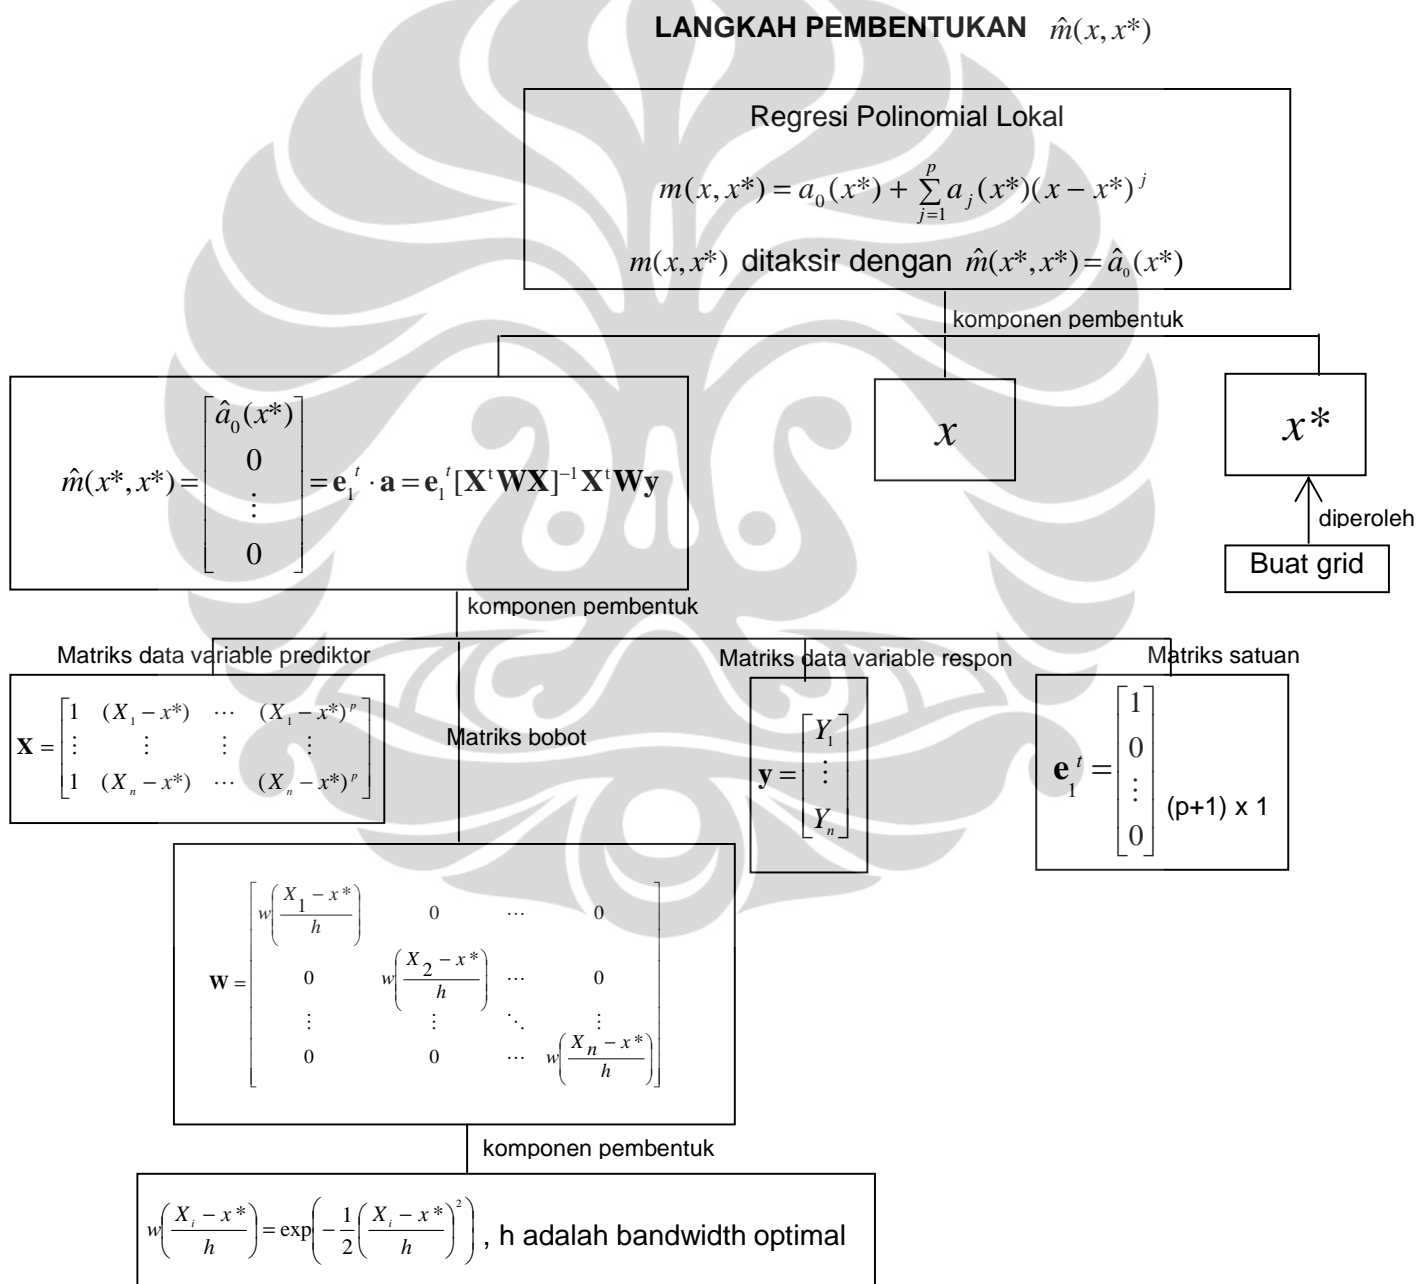 LANGKAH PEMBENTUKAN m̂(x, x*)
Regresi Polinomial Lokal
m(x, x*) = a₀(x*) + ∑_{j=1}^{p} a_j(x*)(x − x*)^j
m(x, x*) ditaksir dengan m̂(x*, x*) = â₀(x*)
komponen pembentuk
m̂(x*, x*) = [â₀(x*) 0 ⋮ 0] = e₁ᵗ · a = e₁ᵗ[XᵗWX]⁻¹XᵗWy
x
x*
diperoleh
Buat grid
komponen pembentuk
Matriks data variable prediktor
X = [1 (X₁ − x*) ⋯ (X₁ − x*)^p
⋮ ⋮ ⋮ ⋮
1 (Xₙ − x*) ⋯ (Xₙ − x*)^p]
Matriks bobot
Matriks data variable respon
y = [Y₁
⋮
Yₙ]
Matriks satuan
e₁ᵗ = [1
0
⋮
0] (p+1) x 1
W = [w((X₁ − x*)/h) 0 ⋯ 0
0 w((X₂ − x*)/h) ⋯ 0
⋮ ⋮ ⋱ ⋮
0 0 ⋯ w((Xₙ − x*)/h)]
komponen pembentuk
w((X_i − x*)/h) = exp(−1/2((X_i − x*)/h)²) , h adalah bandwidth optimal